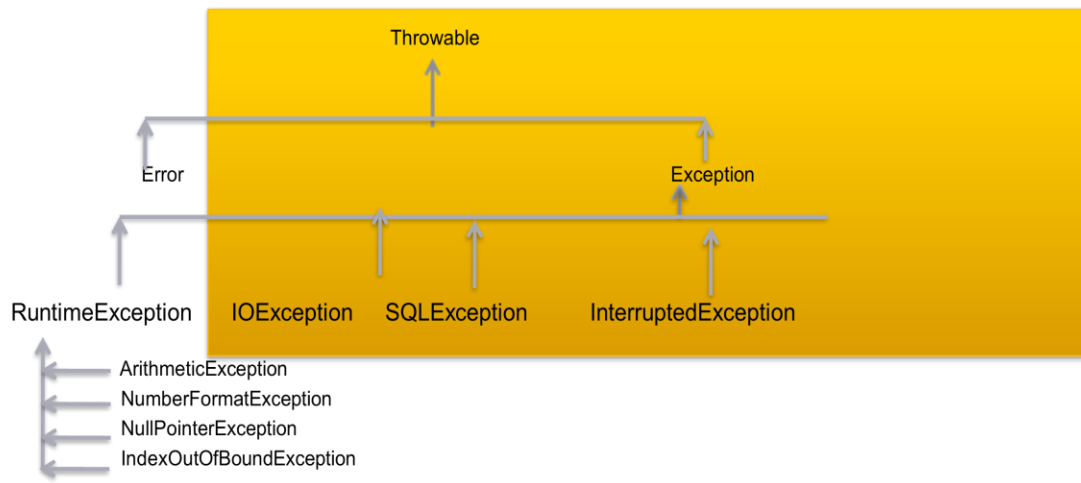 Throwable
Error
Exception
RuntimeException
IOException
SQLException
InterruptedException
ArithmeticException
NumberFormatException
NullPointerException
IndexOutOfBoundException